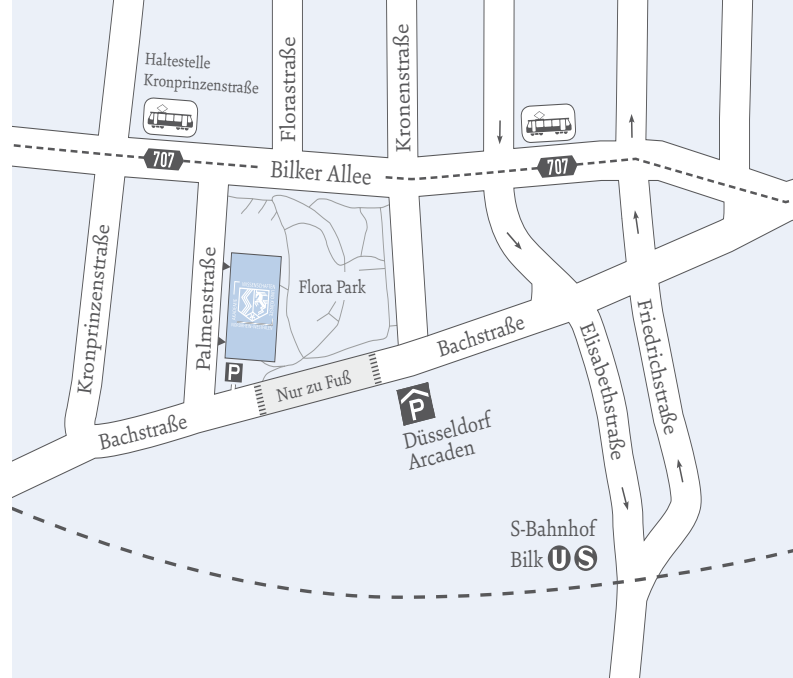 Haltestelle
Kronprinzenstraße
Florastraße
Kronenstraße
707
Bilker Allee
707
Kronprinzenstraße
Palmenstraße
Flora Park
P
Nur zu Fuß
Bachstraße
Bachstraße
P
Düsseldorf
Arcaden
Elisabethstraße
Friedrichstraße
S-Bahnhof
Bilk U S